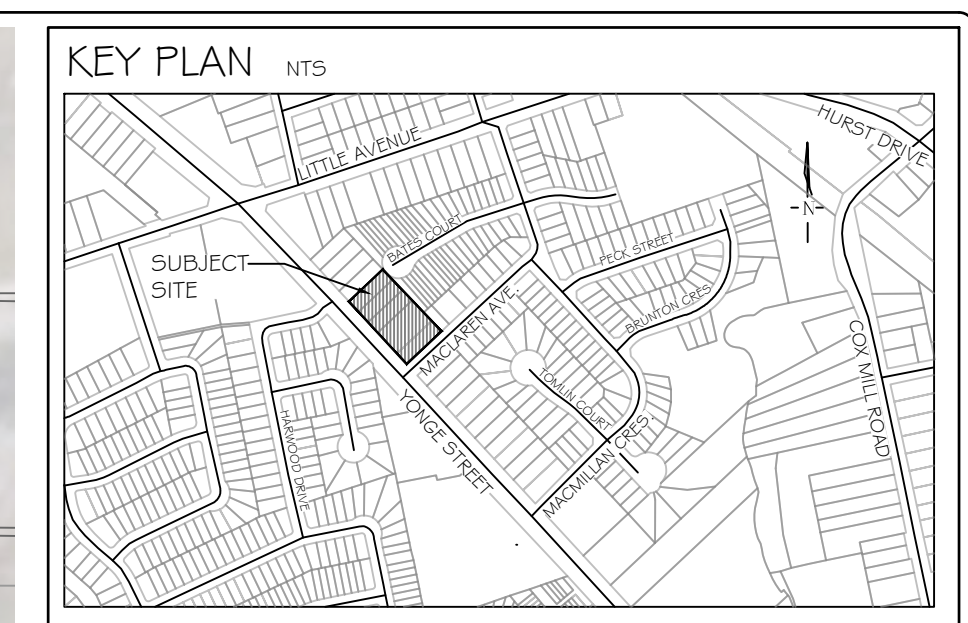 KEY PLAN NTS
HURST DRIVE
LITTLE AVENUE
N
BATES COURT
PECK STREET
SUBJECT
SITE
BRUNTON CRES.
MACLAREN AVE.
COX MILL ROAD
TOMLIN COURT
YONGE STREET
HARWOOD DRIVE
MACMILLAN CRES.